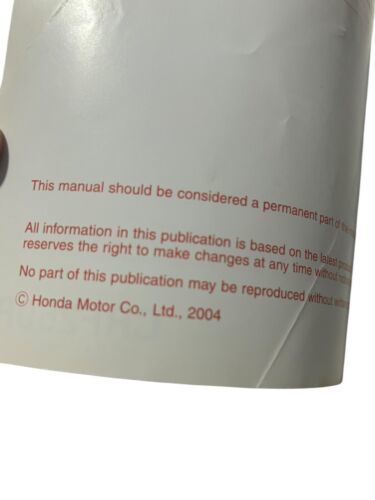 This manual should be considered a permanent part of the
All information in this publication is based on the latest
reserves the right to make changes at any time without
No part of this publication may be reproduced without
© Honda Motor Co., Ltd., 2004